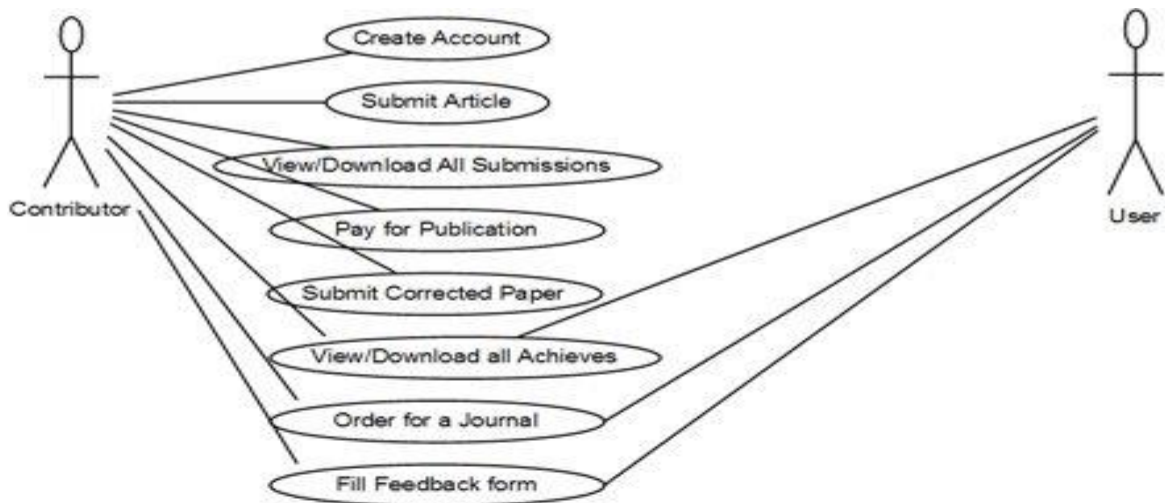 Create Account
Submit Article
View/Download All Submissions
Contributor
User
Pay for Publication
Submit Corrected Paper
View/Download all Achieves
Order for a Journal
Fill Feedback form